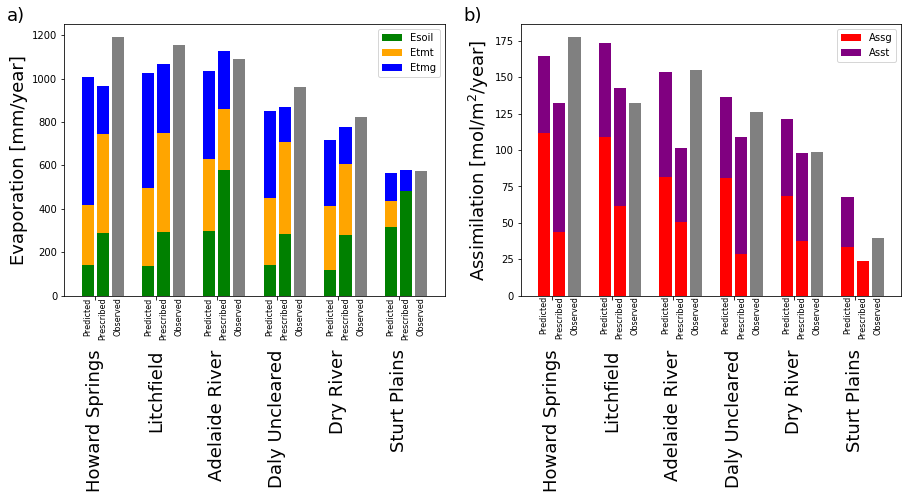 a)
Evaporation [mm/year]
1200
1000
800
600
400
200
0
Esoil
Etmt
Etmg
Predicted
Prescribed
Observed
Predicted
Prescribed
Observed
Predicted
Prescribed
Observed
Predicted
Prescribed
Observed
Predicted
Prescribed
Observed
Predicted
Prescribed
Observed
Howard Springs
Litchfield
Adelaide River
Daly Uncleared
Dry River
Sturt Plains
b)
Assimilation [mol/m²/year]
175
150
125
100
75
50
25
0
Assg
Asst
Predicted
Prescribed
Observed
Predicted
Prescribed
Observed
Predicted
Prescribed
Observed
Predicted
Prescribed
Observed
Predicted
Prescribed
Observed
Predicted
Prescribed
Observed
Howard Springs
Litchfield
Adelaide River
Daly Uncleared
Dry River
Sturt Plains